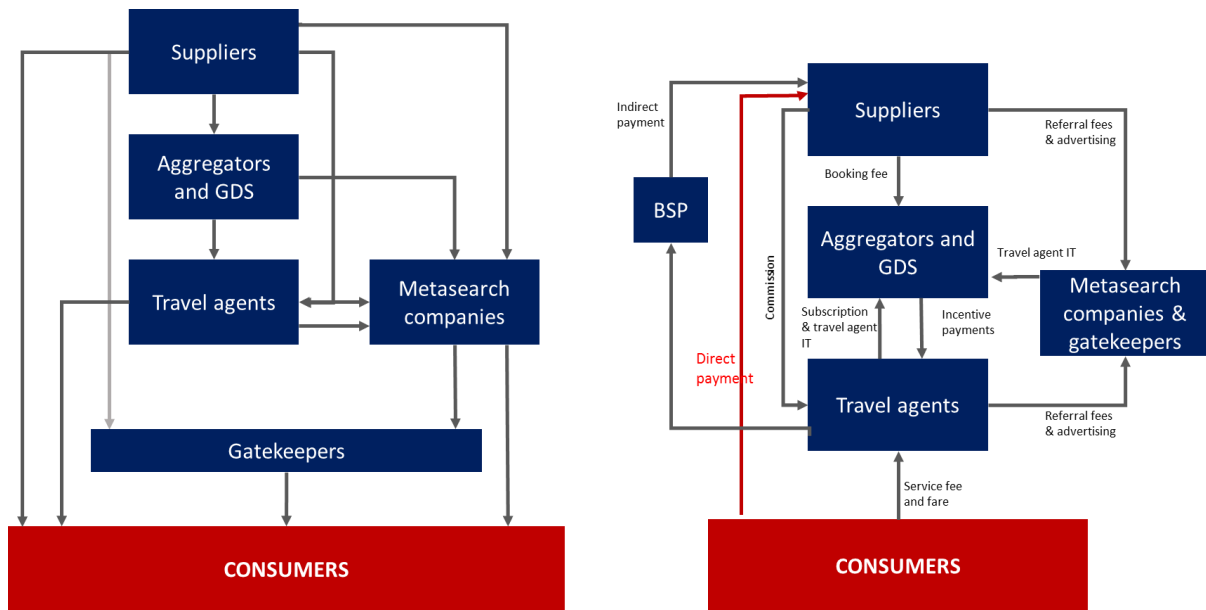 Suppliers
Aggregators
and GDS
Travel agents
Metasearch
companies
Gatekeepers
CONSUMERS
Suppliers
Indirect
payment
Referral fees
& advertising
Booking fee
BSP
Aggregators and
GDS
Travel agent IT
Commission
Metasearch
companies &
gatekeepers
Subscription
& travel agent
IT
Incentive
payments
Direct
payment
Travel agents
Referral fees
& advertising
Service fee
and fare
CONSUMERS